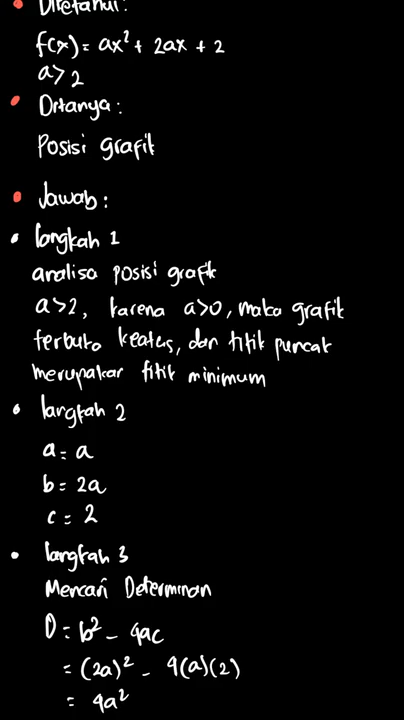 Diketahui:
f(x) = ax² + 2ax + 2
a > 2
Ditanya:
Posisi grafik
Jawab:
langkah 1
analisa posisi grafik
a > 2, karena a > 0, maka grafik
terbuka keatas, dan titik puncak
merupakan titik minimum
langkah 2
a = a
b = 2a
c = 2
langkah 3
Mencari Determinan
D = b² - 4ac
= (2a)² - 4(a)(2)
= 4a²